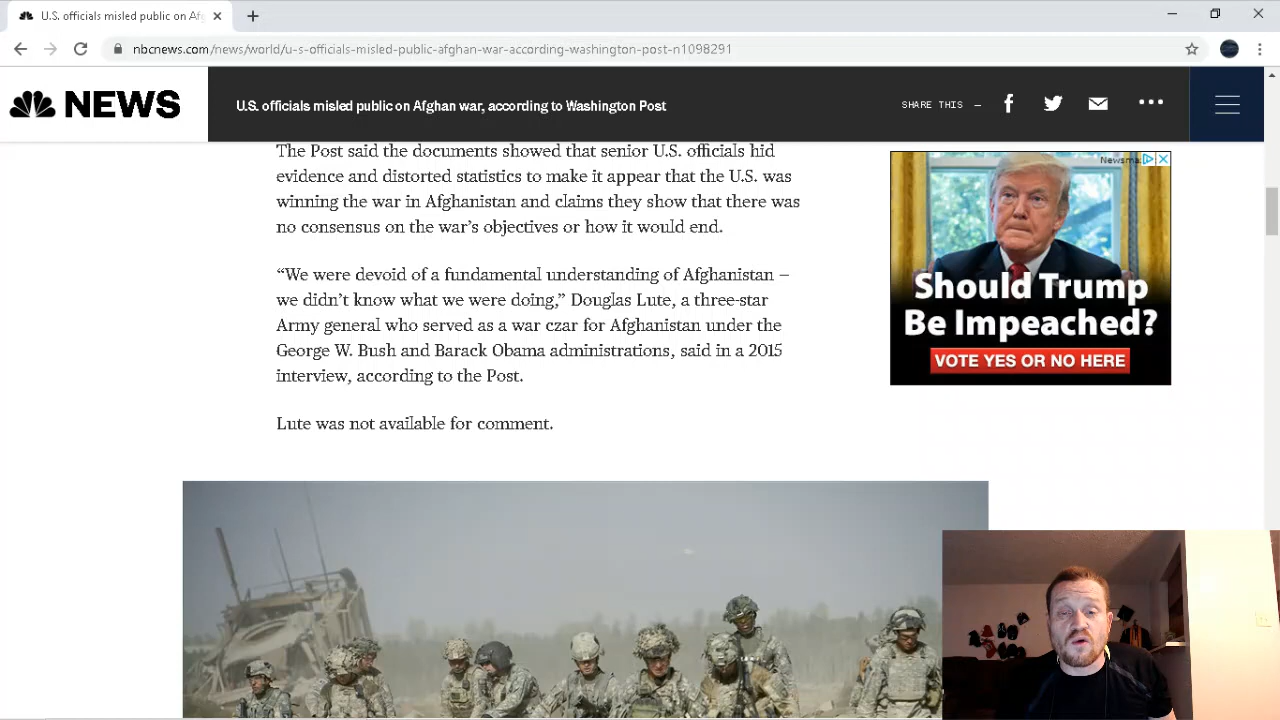 U.S. officials misled public on Af
nbcnews.com/news/world/u-s-officials-misled-public-afghan-war-according-washington-post-n1098291
NEWS
U.S. officials misled public on Afghan war, according to Washington Post
SHARE THIS –
The Post said the documents showed that senior U.S. officials hid
evidence and distorted statistics to make it appear that the U.S. was
winning the war in Afghanistan and claims they show that there was
no consensus on the war’s objectives or how it would end.
“We were devoid of a fundamental understanding of Afghanistan –
we didn’t know what we were doing,” Douglas Lute, a three-star
Army general who served as a war czar for Afghanistan under the
George W. Bush and Barack Obama administrations, said in a 2015
interview, according to the Post.
Lute was not available for comment.
Newsma
Should Trump
Be Impeached?
VOTE YES OR NO HERE